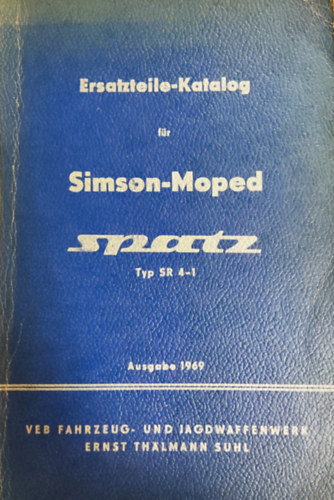 Ersatzteile-Katalog
für
Simson-Moped
spatz
Typ SR 4-1
Ausgabe 1969
VEB FAHRZEUG- UND JAGDWAFFENWERK
ERNST THÄLMANN SUHL